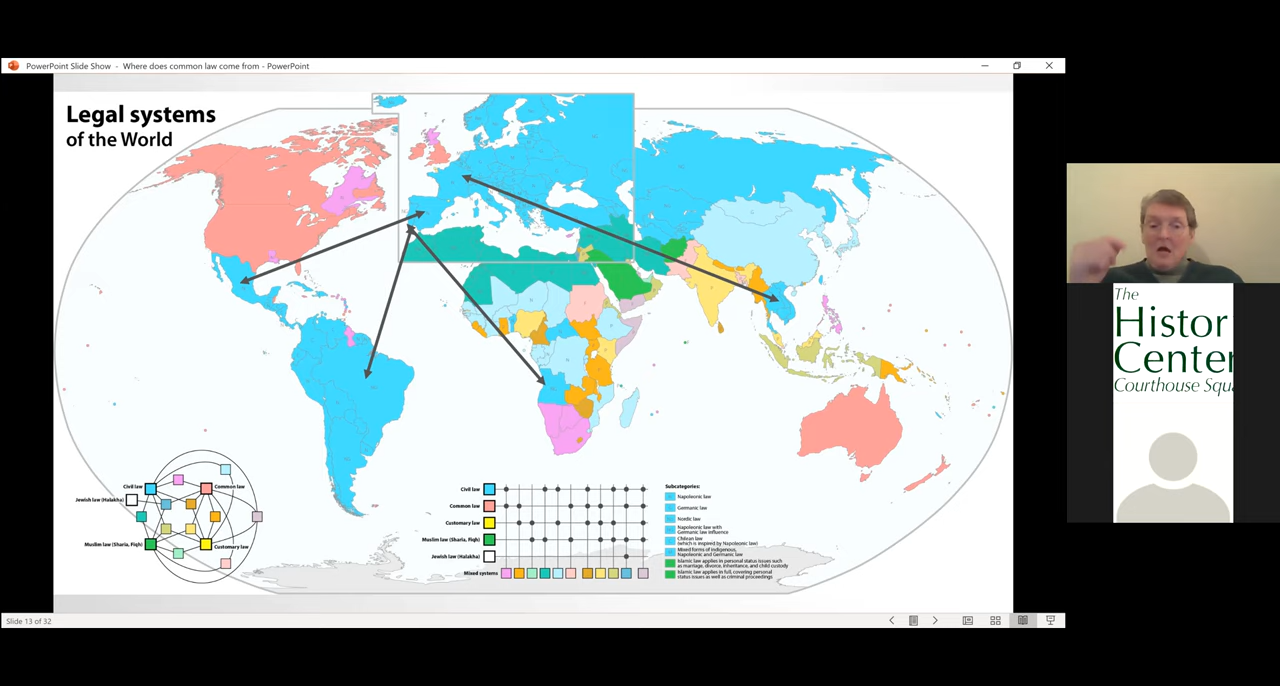 PowerPoint Slide Show - Where does common law come from - PowerPoint
Legal systems
of the World
The
Histor
Center
Courthouse Squ
Civil law
Common law
Jewish law (Halakha)
Muslim law (Sharia, Fiqh)
Customary law
Civil law
Common law
Customary law
Muslim law (Sharia, Fiqh)
Jewish law (Halakha)
Mixed systems
Subcategories:
Napoleonic law
Germanic law
Nordic law
Napoleonic law with
Germanic law influence
Chilean law
(which is inspired by Napoleonic law)
Mixed forms of indigenous,
Napoleonic and Germanic law
Islamic law applies in personal status issues such
as marriage, divorce, inheritance, and child custody
Islamic law applies in full, covering personal
status issues as well as criminal proceedings
Slide 13 of 32